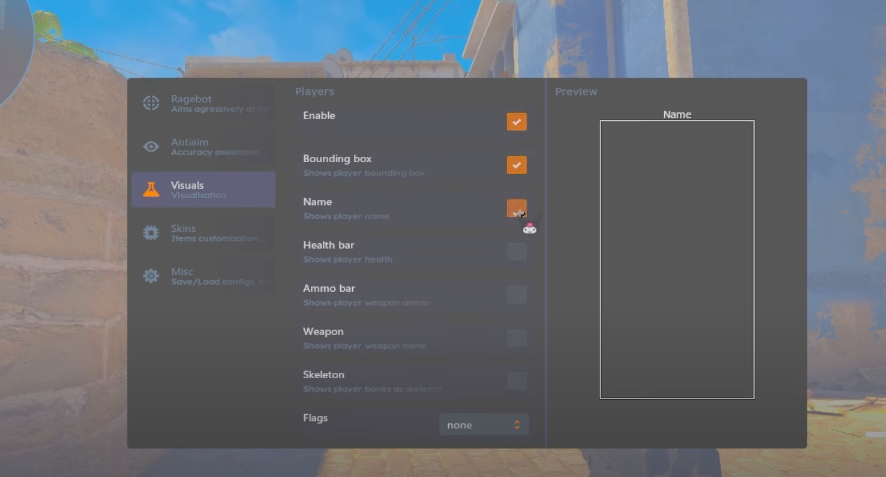 Ragebot
Aims agressively at
Antiaim
Accuracy assistance...
Visuals
Visualisation
Skins
Items customization...
Misc
Save/Load configs,
Players
Enable
Bounding box
Shows player bounding box
Name
Shows player name
Health bar
Shows player health
Ammo bar
Shows player weapon ammo
Weapon
Shows player weapon name
Skeleton
Shows player bones as skeleton
Flags
none
Preview
Name